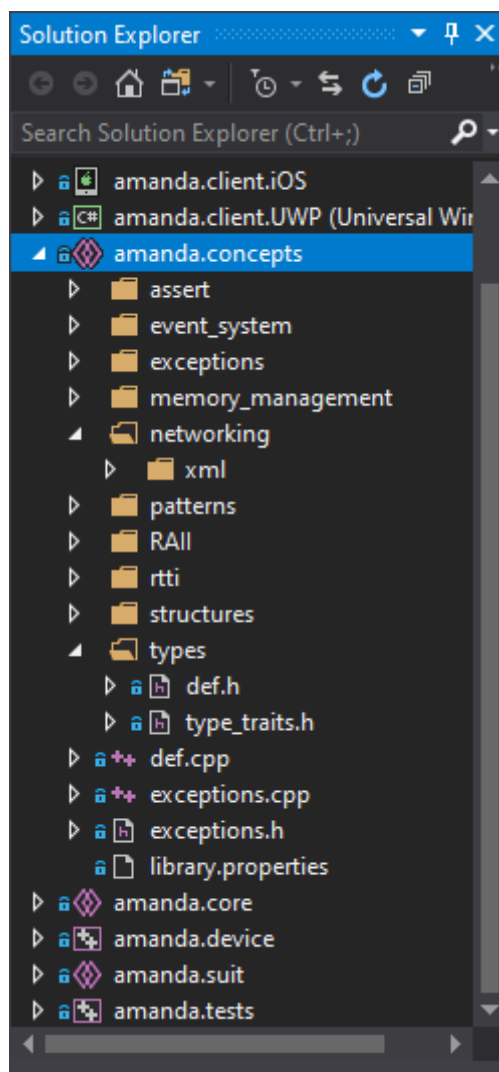 Solution Explorer
Search Solution Explorer (Ctrl+;)
amanda.client.iOS
C# amanda.client.UWP (Universal Wir
amanda.concepts
assert
event_system
exceptions
memory_management
networking
xml
patterns
RAII
rtti
structures
types
h def.h
h type_traits.h
++ def.cpp
++ exceptions.cpp
h exceptions.h
library.properties
amanda.core
amanda.device
amanda.suit
amanda.tests